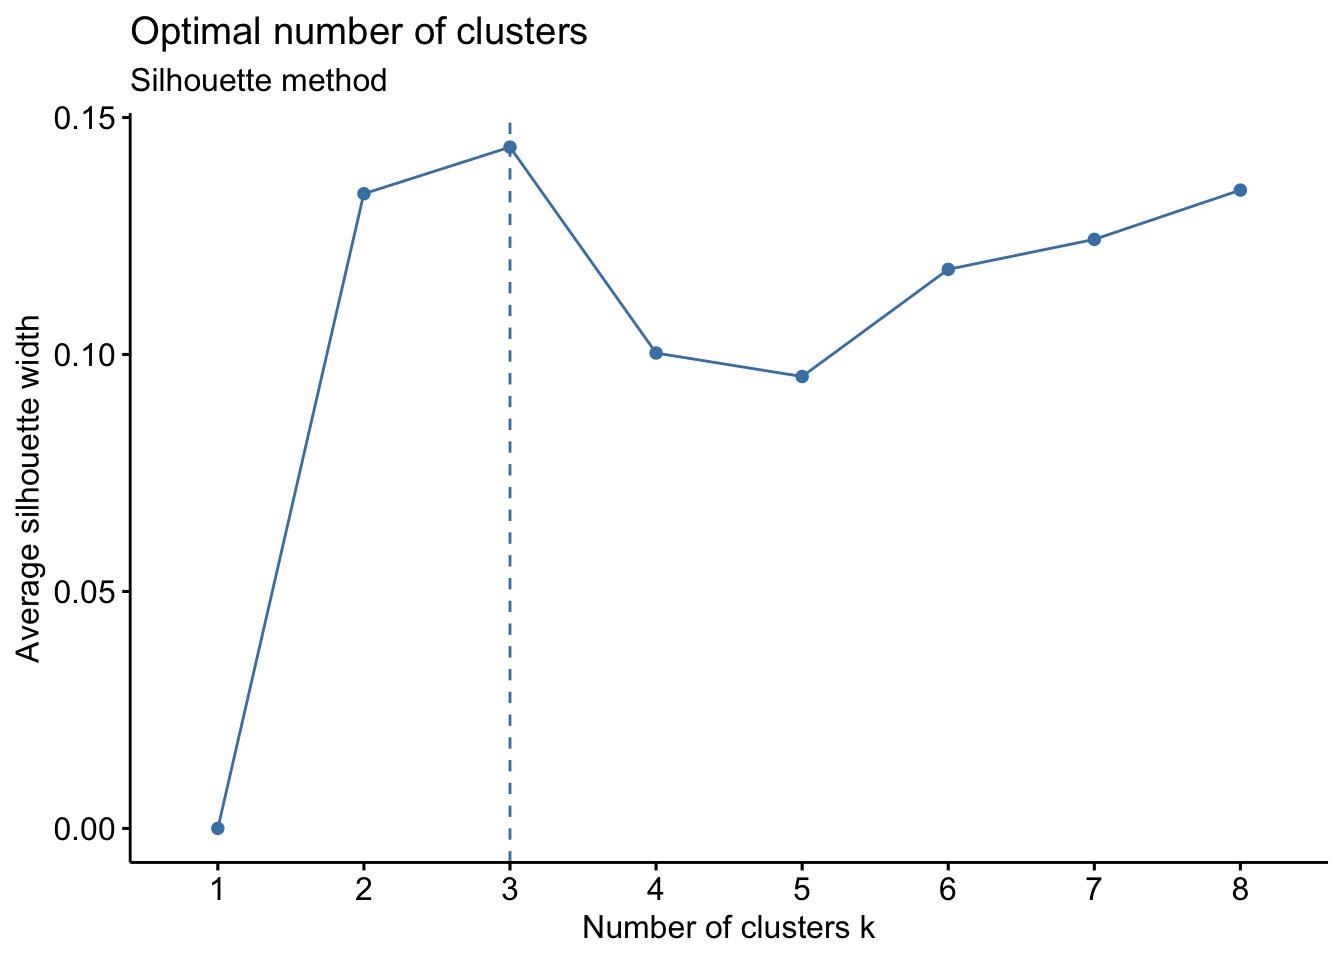 Optimal number of clusters
Silhouette method
0.15
0.10
0.05
0.00
Average silhouette width
1 2 3 4 5 6 7 8
Number of clusters k